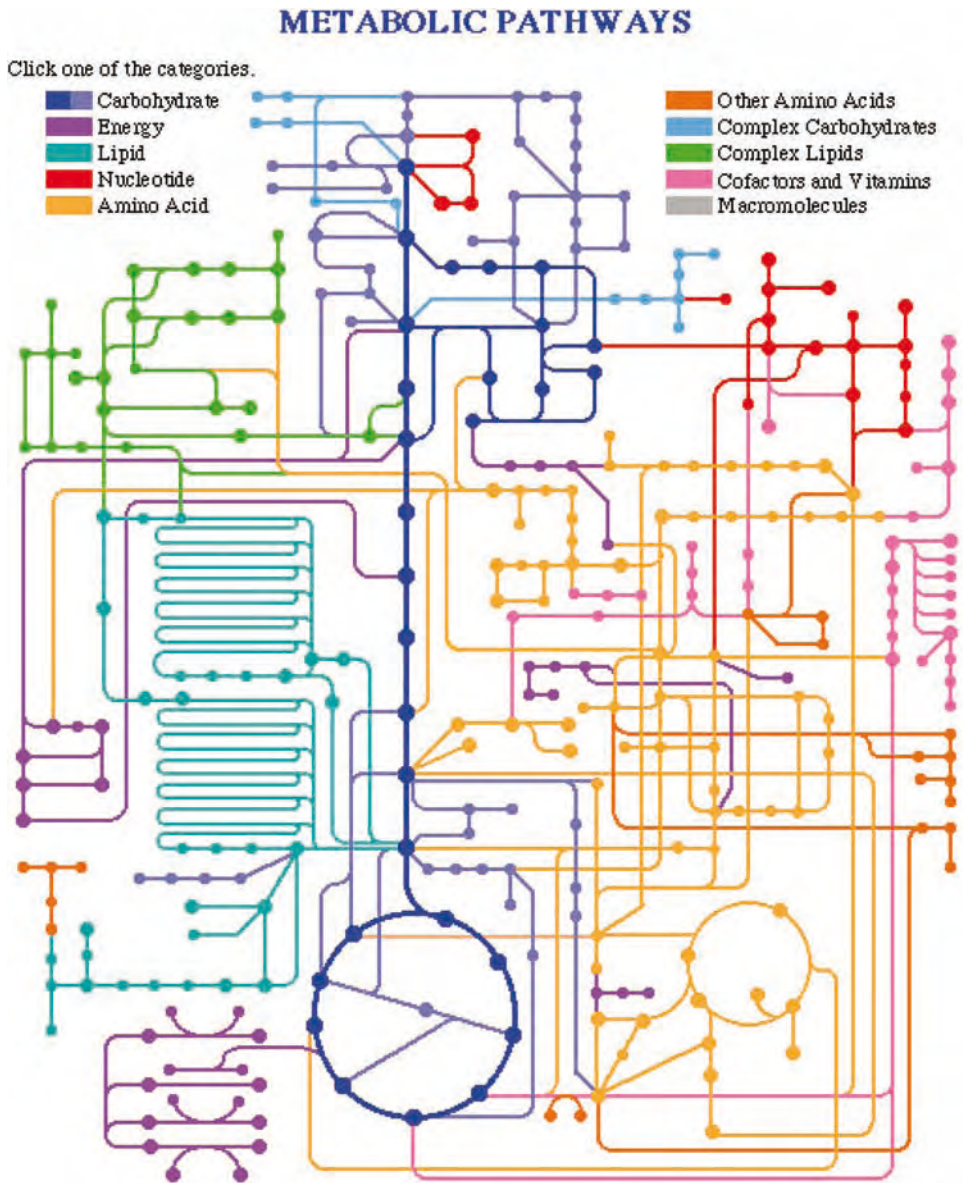 METABOLIC PATHWAYS
Click one of the categories.
Carbohydrate
Energy
Lipid
Nucleotide
Amino Acid
Other Amino Acids
Complex Carbohydrates
Complex Lipids
Cofactors and Vitamins
Macromolecules